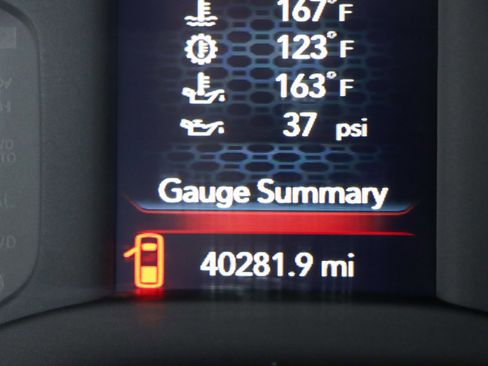 167°F
123°F
163°F
37 psi
Gauge Summary
40281.9 mi